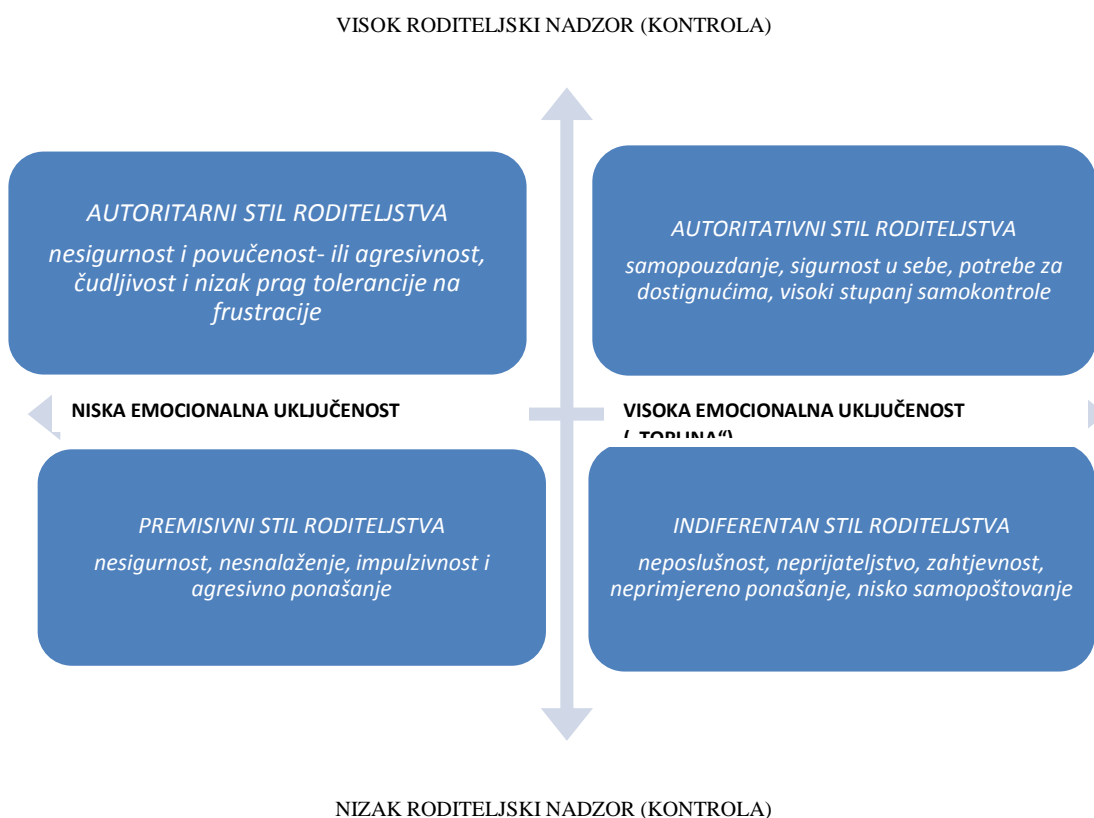 VISOK RODITELJSKI NADZOR (KONTROLA)
AUTORITARNI STIL RODITELJSTVA
nesigurnost i povučenost- ili agresivnost,
čudljivost i nizak prag tolerancije na
frustracije
AUTORITATIVNI STIL RODITELJSTVA
samopouzdanje, sigurnost u sebe, potrebe za
dostignućima, visoki stupanj samokontrole
NISKA EMOCIONALNA UKLJUČENOST
VISOKA EMOCIONALNA UKLJUČENOST
(„TOPLINA“)
PREMISIVNI STIL RODITELJSTVA
nesigurnost, nesnalaženje, impulzivnost i
agresivno ponašanje
INDIFERENTAN STIL RODITELJSTVA
neposlušnost, neprijateljstvo, zahtjevnost,
neprimjereno ponašanje, nisko samopoštovanje
NIZAK RODITELJSKI NADZOR (KONTROLA)